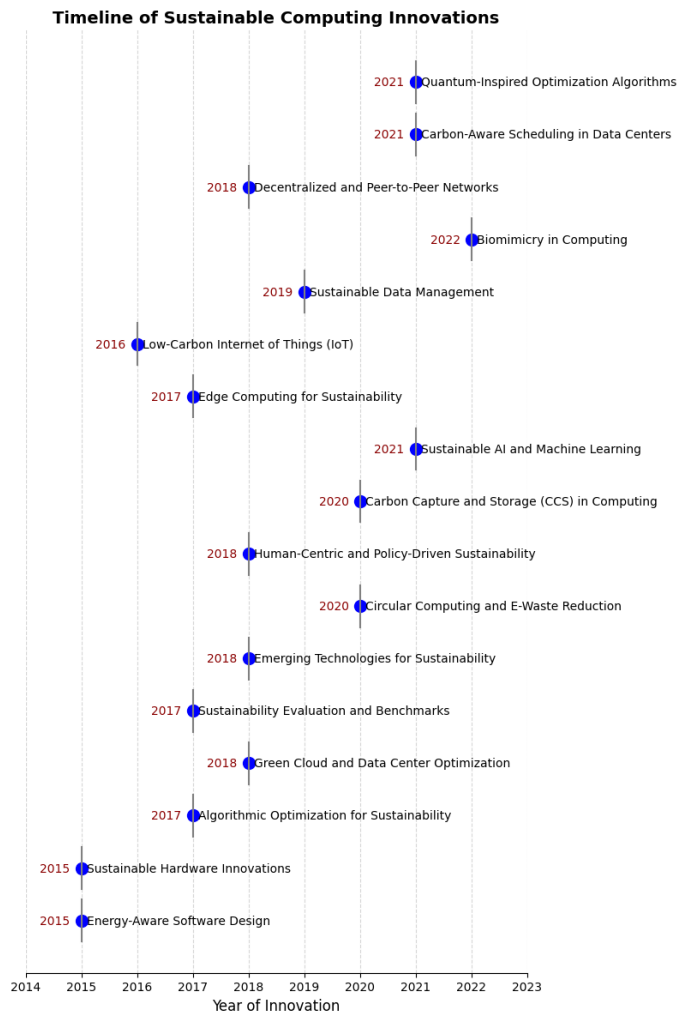 Timeline of Sustainable Computing Innovations
2021 Quantum-Inspired Optimization Algorithms
2021 Carbon-Aware Scheduling in Data Centers
2018 Decentralized and Peer-to-Peer Networks
2022 Biomimicry in Computing
2019 Sustainable Data Management
2016 Low-Carbon Internet of Things (IoT)
2017 Edge Computing for Sustainability
2021 Sustainable AI and Machine Learning
2020 Carbon Capture and Storage (CCS) in Computing
2018 Human-Centric and Policy-Driven Sustainability
2020 Circular Computing and E-Waste Reduction
2018 Emerging Technologies for Sustainability
2017 Sustainability Evaluation and Benchmarks
2018 Green Cloud and Data Center Optimization
2017 Algorithmic Optimization for Sustainability
2015 Sustainable Hardware Innovations
2015 Energy-Aware Software Design
2014 2015 2016 2017 2018 2019 2020 2021 2022 2023
Year of Innovation